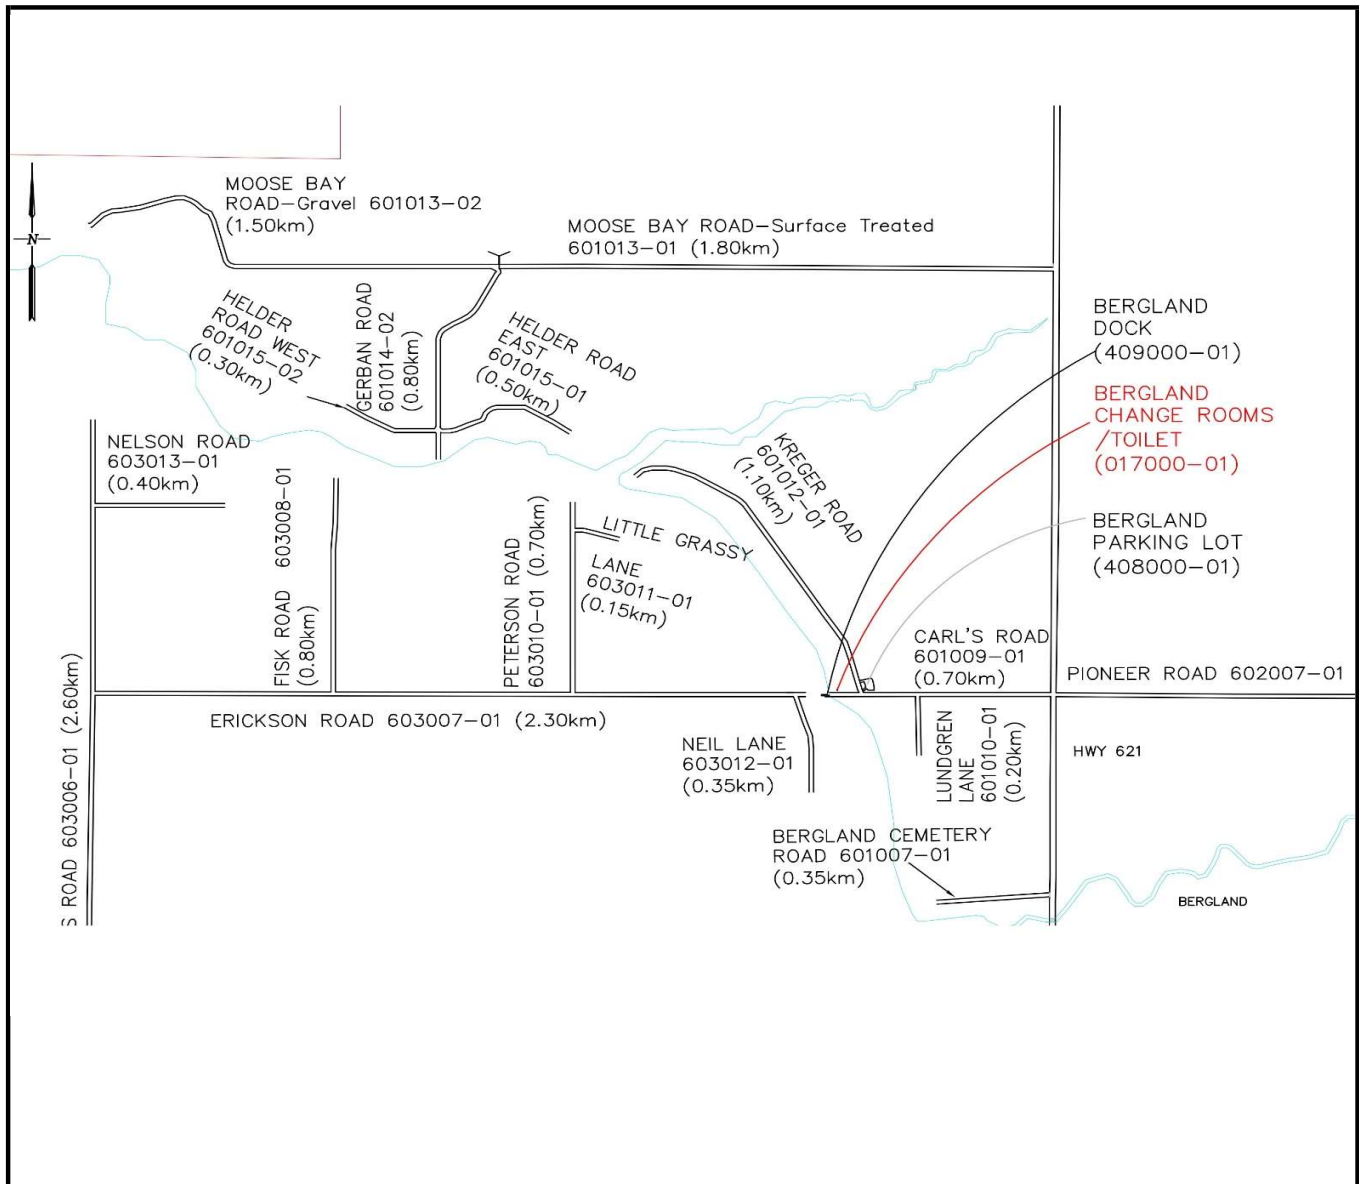 MOOSE BAY
ROAD-Gravel 601013-02
(1.50km)
MOOSE BAY ROAD-Surface Treated
601013-01 (1.80km)
N
HELDER
ROAD WEST
601015-02
(0.30km)
GERBAN ROAD
601014-02
(0.80km)
HELDER ROAD
EAST
601015-01
(0.50km)
BERGLAND
DOCK
(409000-01)
BERGLAND
CHANGE ROOMS
/TOILET
(017000-01)
BERGLAND
PARKING LOT
(408000-01)
NELSON ROAD
603013-01
(0.40km)
FISK ROAD 603008-01
(0.80km)
PETERSON ROAD
603010-01 (0.70km)
LITTLE GRASSY
LANE
603011-01
(0.15km)
KREGER ROAD
601012-01
(1.10km)
CARL'S ROAD
601009-01
(0.70km)
PIONEER ROAD 602007-01
S ROAD 603006-01 (2.60km)
ERICKSON ROAD 603007-01 (2.30km)
NEIL LANE
603012-01
(0.35km)
LUNDGREN
LANE
601010-01
(0.20km)
HWY 621
BERGLAND CEMETERY
ROAD 601007-01
(0.35km)
BERGLAND